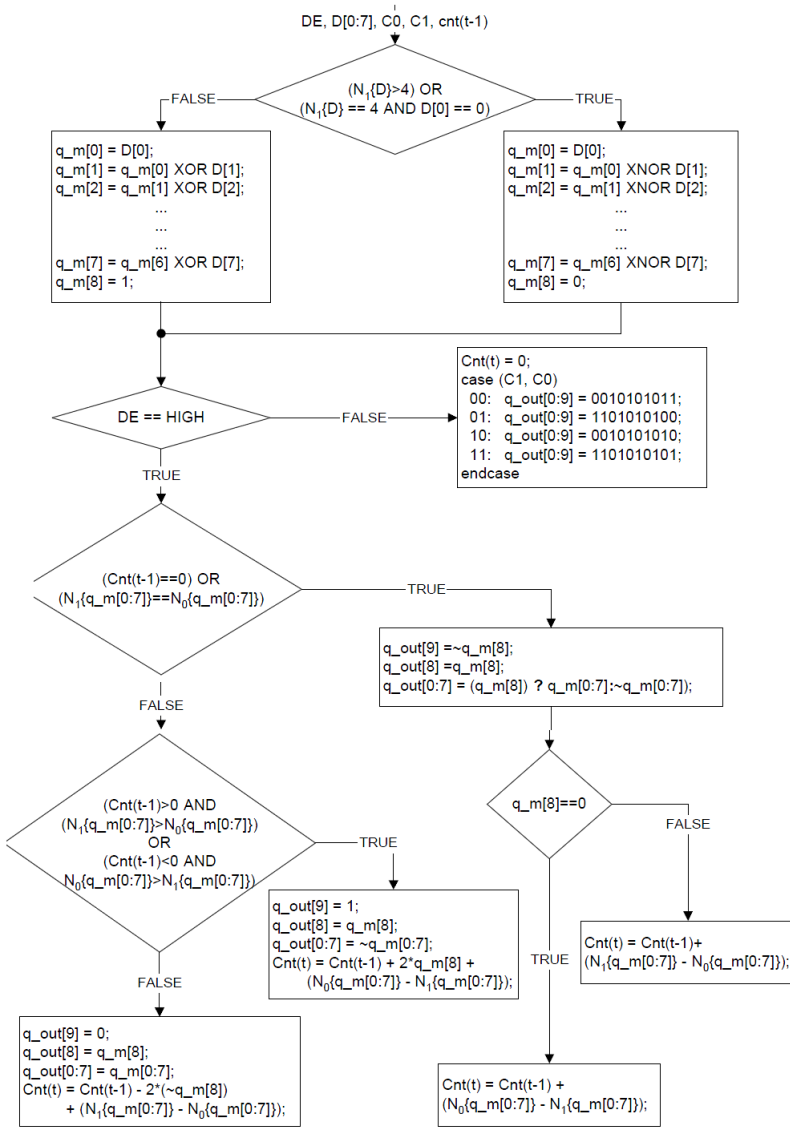 DE, D[0:7], C0, C1, cnt(t-1)
(N1{D}>4) OR
(N1{D} == 4 AND D[0] == 0)
FALSE
TRUE
q_m[0] = D[0];
q_m[1] = q_m[0] XOR D[1];
q_m[2] = q_m[1] XOR D[2];
...
...
...
q_m[7] = q_m[6] XOR D[7];
q_m[8] = 1;
q_m[0] = D[0];
q_m[1] = q_m[0] XNOR D[1];
q_m[2] = q_m[1] XNOR D[2];
...
...
...
q_m[7] = q_m[6] XNOR D[7];
q_m[8] = 0;
DE == HIGH
FALSE
Cnt(t) = 0;
case (C1, C0)
00: q_out[0:9] = 0010101011;
01: q_out[0:9] = 1101010100;
10: q_out[0:9] = 0010101010;
11: q_out[0:9] = 1101010101;
endcase
TRUE
(Cnt(t-1)==0) OR
(N1{q_m[0:7]}==N0{q_m[0:7]})
TRUE
q_out[9] =~q_m[8];
q_out[8] =q_m[8];
q_out[0:7] = (q_m[8]) ? q_m[0:7]:~q_m[0:7]);
FALSE
(Cnt(t-1)>0 AND
(N1{q_m[0:7]}>N0{q_m[0:7]})
OR
(Cnt(t-1)<0 AND
N0{q_m[0:7]}>N1{q_m[0:7]})
TRUE
q_out[9] = 1;
q_out[8] = q_m[8];
q_out[0:7] = ~q_m[0:7];
Cnt(t) = Cnt(t-1) + 2*q_m[8] +
(N0{q_m[0:7]} - N1{q_m[0:7]});
FALSE
q_out[9] = 0;
q_out[8] = q_m[8];
q_out[0:7] = q_m[0:7];
Cnt(t) = Cnt(t-1) - 2*(~q_m[8])
+ (N1{q_m[0:7]} - N0{q_m[0:7]});
q_m[8]==0
FALSE
Cnt(t) = Cnt(t-1)+
(N1{q_m[0:7]} - N0{q_m[0:7]});
TRUE
Cnt(t) = Cnt(t-1) +
(N0{q_m[0:7]} - N1{q_m[0:7]});